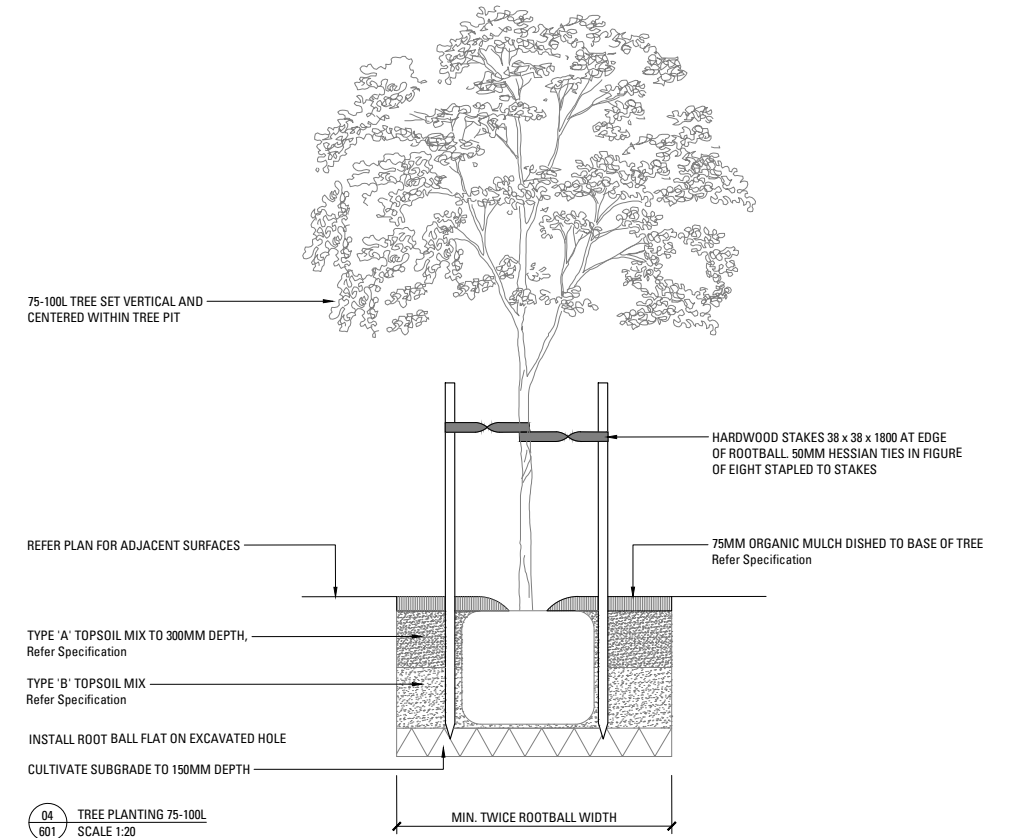 75-100L TREE SET VERTICAL AND
CENTERED WITHIN TREE PIT
HARDWOOD STAKES 38 x 38 x 1800 AT EDGE
OF ROOTBALL. 50MM HESSIAN TIES IN FIGURE
OF EIGHT STAPLED TO STAKES
REFER PLAN FOR ADJACENT SURFACES
75MM ORGANIC MULCH DISHED TO BASE OF TREE
Refer Specification
TYPE 'A' TOPSOIL MIX TO 300MM DEPTH,
Refer Specification
TYPE 'B' TOPSOIL MIX
Refer Specification
INSTALL ROOT BALL FLAT ON EXCAVATED HOLE
CULTIVATE SUBGRADE TO 150MM DEPTH
MIN. TWICE ROOTBALL WIDTH
04 TREE PLANTING 75-100L
601 SCALE 1:20